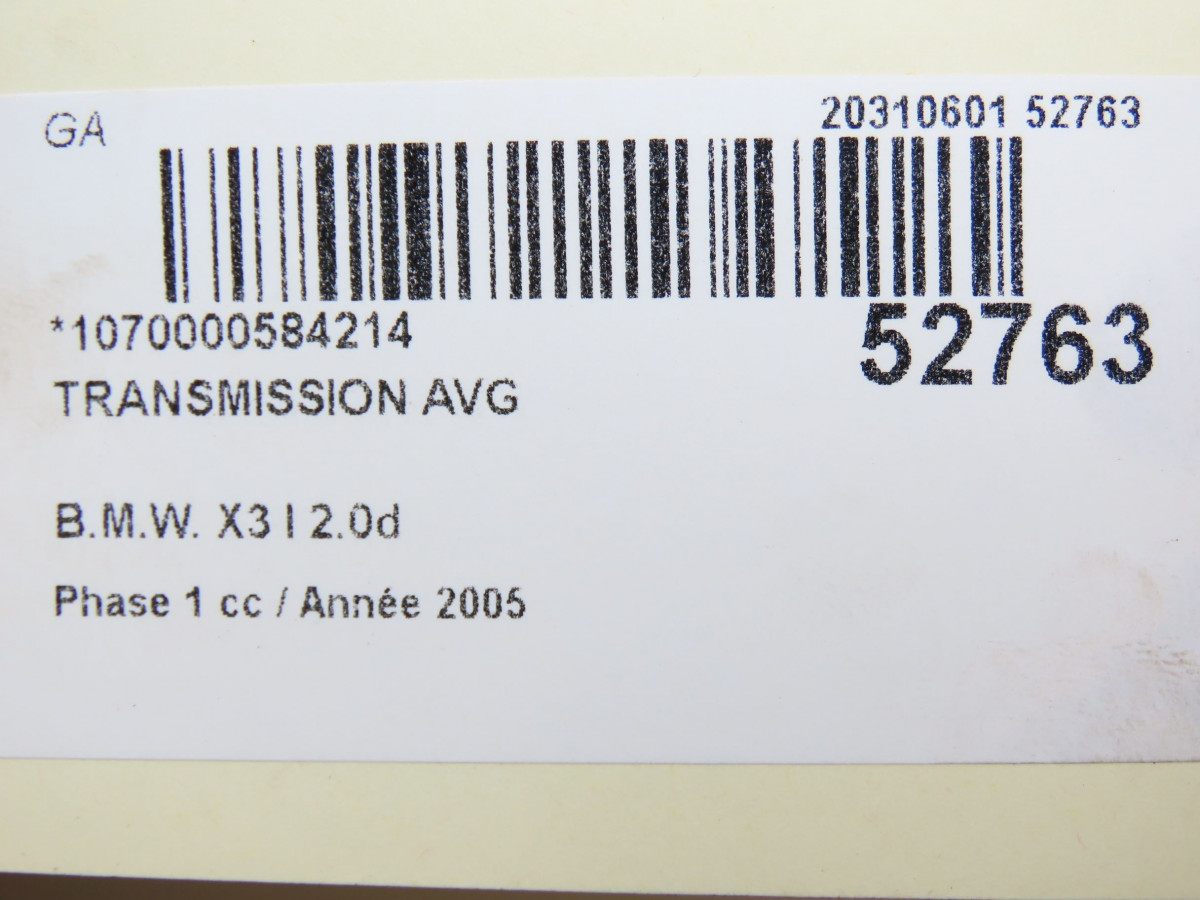 GA
20310601 52763
*1070000584214
52763
TRANSMISSION AVG
B.M.W. X3 I 2.0d
Phase 1 cc / Année 2005